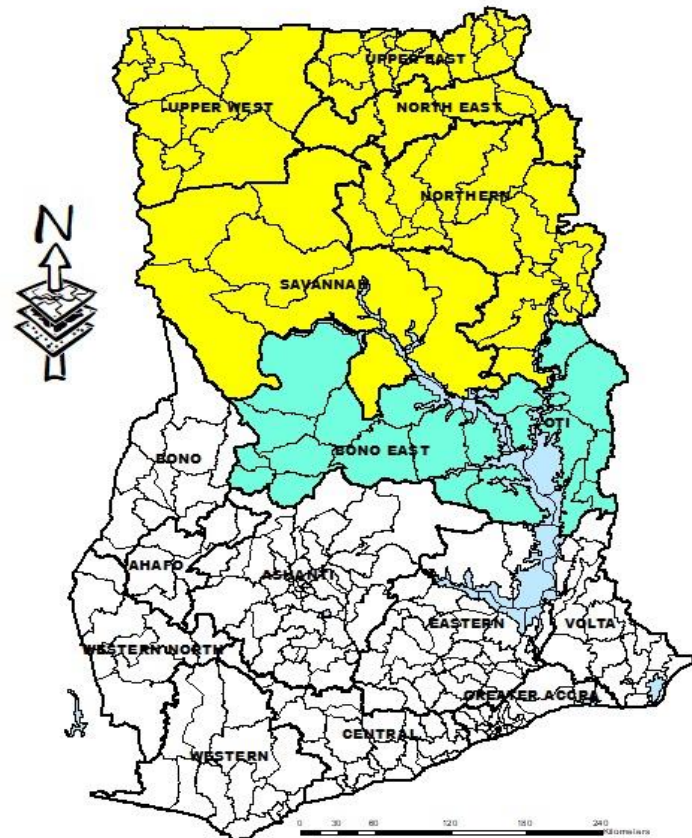 UPPER EAST
UPPER WEST
NORTH EAST
NORTHERN
N
SAVANNAH
OTI
BONO EAST
BONO
AHAFO
ASHANTI
EASTERN
VOLTA
WESTERN NORTH
GREATER ACCRA
CENTRAL
WESTERN
0 30 60 120 180 240
Kilometers